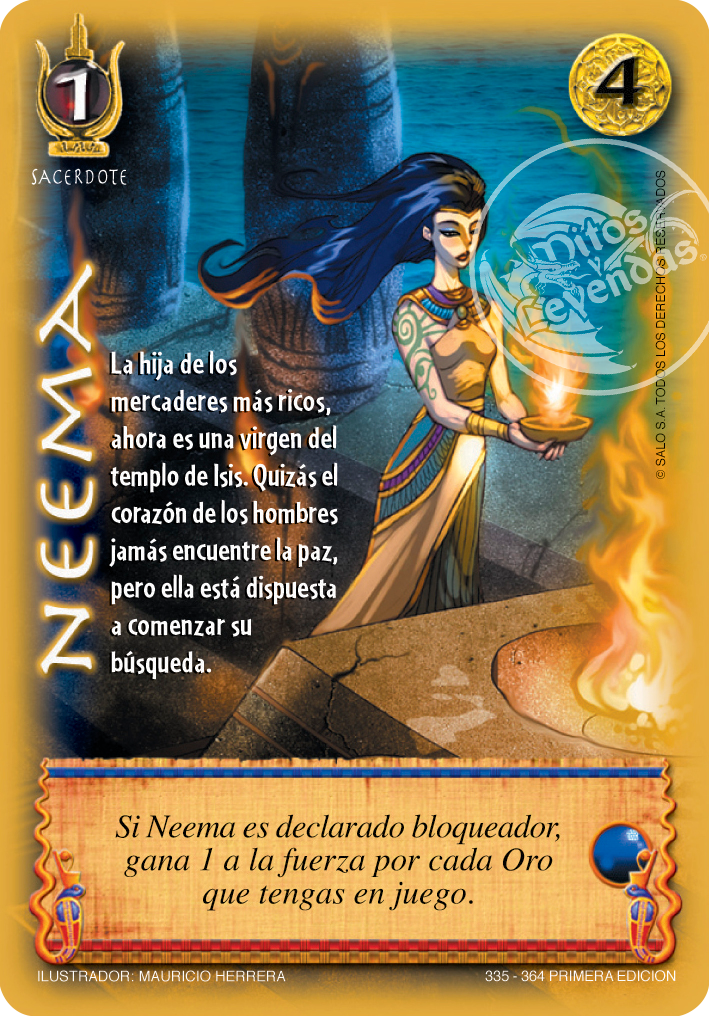 1
4
SACERDOTE
Mitos
y
Leyendas
NEEMA
© SALO S.A. TODOS LOS DERECHOS RESERVADOS
La hija de los
mercaderes más ricos,
ahora es una virgen del
templo de Isis. Quizás el
corazón de los hombres
jamás encuentre la paz,
pero ella está dispuesta
a comenzar su
búsqueda.
Si Neema es declarado bloqueador,
gana 1 a la fuerza por cada Oro
que tengas en juego.
ILUSTRADOR: MAURICIO HERRERA
335 - 364 PRIMERA EDICION